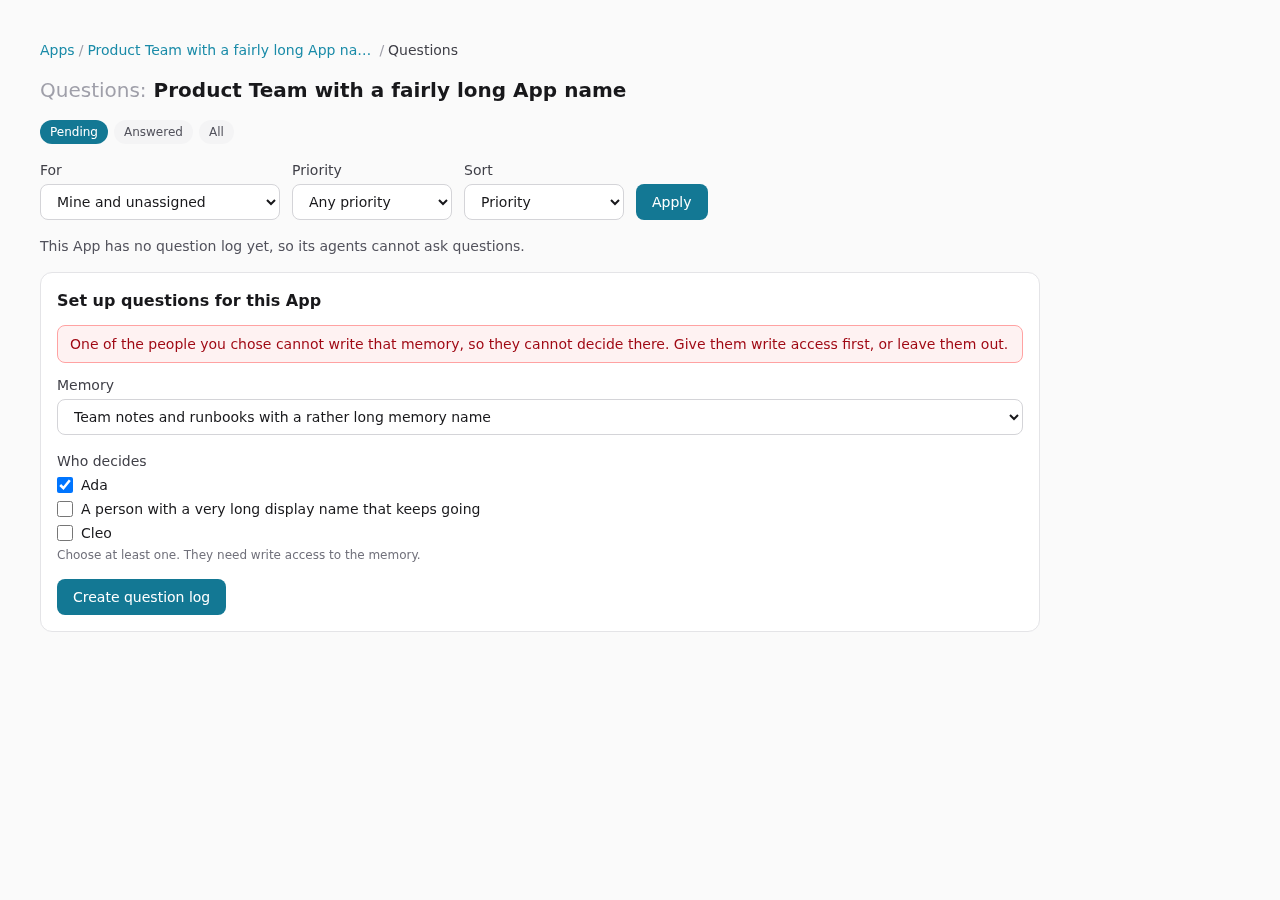 Apps / Product Team with a fairly long App na… / Questions
Questions: Product Team with a fairly long App name
Pending Answered All
For Priority Sort
Mine and unassigned Any priority Priority Apply
This App has no question log yet, so its agents cannot ask questions.
Set up questions for this App
One of the people you chose cannot write that memory, so they cannot decide there. Give them write access first, or leave them out.
Memory
Team notes and runbooks with a rather long memory name
Who decides
Ada
A person with a very long display name that keeps going
Cleo
Choose at least one. They need write access to the memory.
Create question log